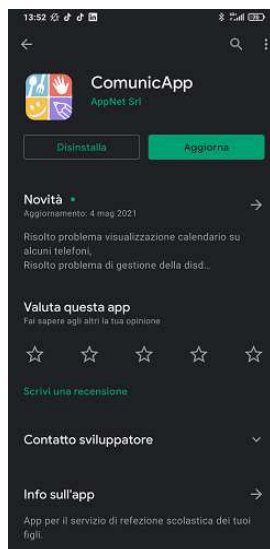 13:52
ComunicApp
AppNet Srl
Disinstalla
Aggiorna
Novità
Aggiornamento: 4 mag 2021
Risolto problema visualizzazione calendario su
alcuni telefoni,
Risolto problema di gestione della disd...
Valuta questa app
Fai sapere agli altri la tua opinione
Scrivi una recensione
Contatto sviluppatore
Info sull'app
App per il servizio di refezione scolastica dei tuoi
figli.